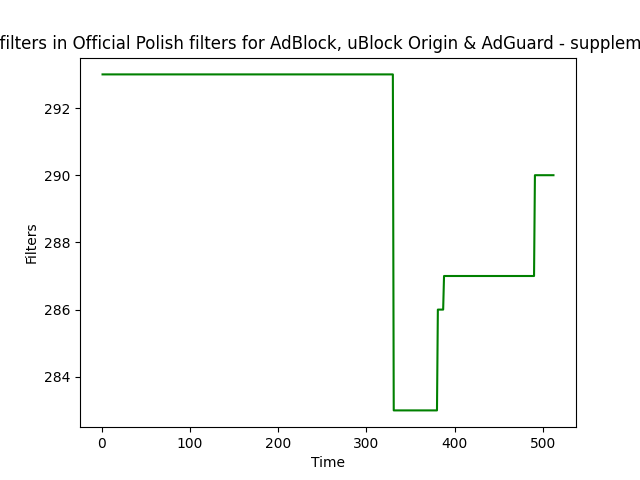 filters in Official Polish filters for AdBlock, uBlock Origin & AdGuard - supplem
292
290
288
286
284
Filters
0 100 200 300 400 500
Time